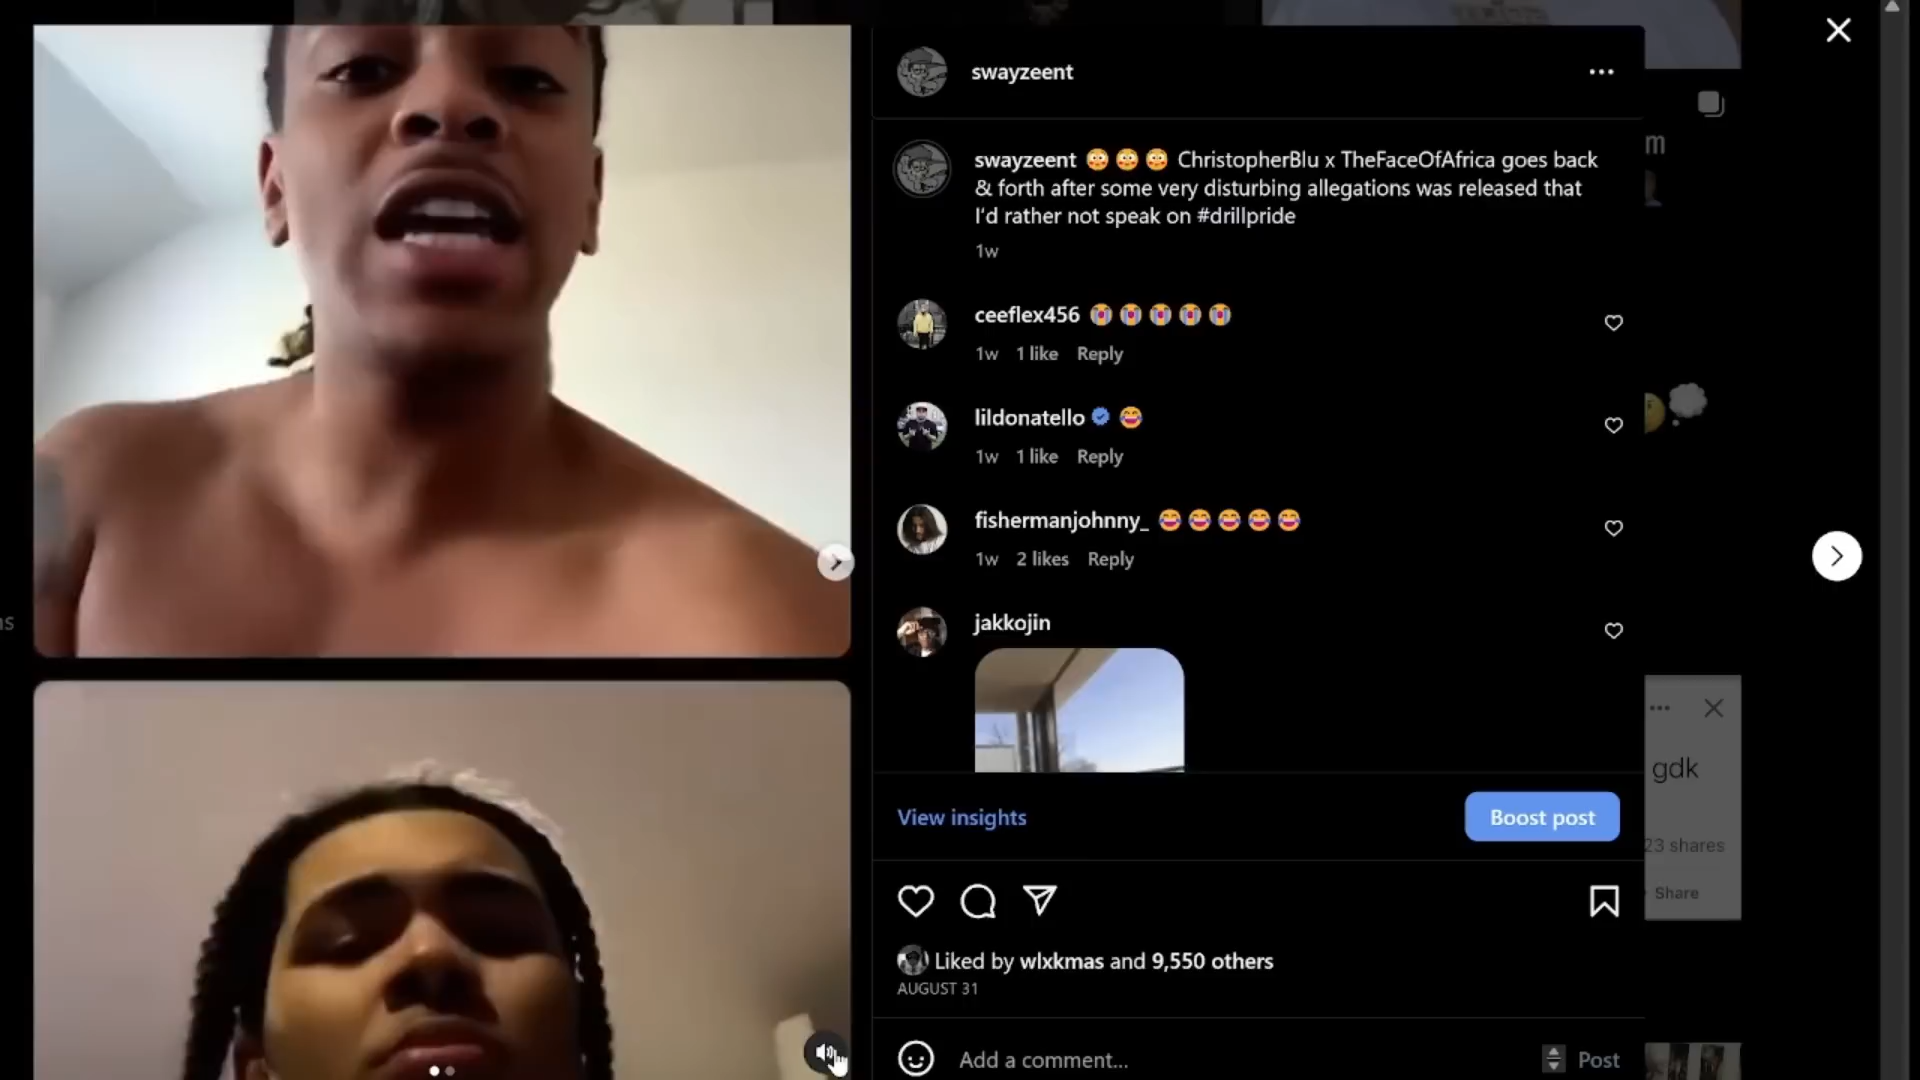 swayzeent
swayzeent 😳 😳 😳 ChristopherBlu x TheFaceOfAfrica goes back
& forth after some very disturbing allegations was released that
I'd rather not speak on #drillpride
1w
ceeflex456 😭 😭 😭 😭 😭
1w 1 like Reply
lildonatello 😂
1w 1 like Reply
fishermanjohnny_ 😂 😂 😂 😂 😂
1w 2 likes Reply
jakkojin
View insights
Boost post
Liked by wlxkmas and 9,550 others
AUGUST 31
Add a comment...
Post
gdk
23 shares
Share